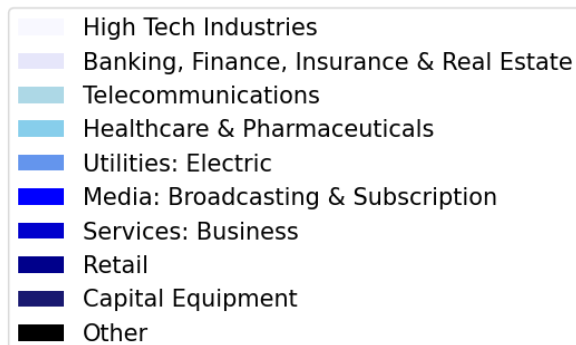 High Tech Industries
Banking, Finance, Insurance & Real Estate
Telecommunications
Healthcare & Pharmaceuticals
Utilities: Electric
Media: Broadcasting & Subscription
Services: Business
Retail
Capital Equipment
Other